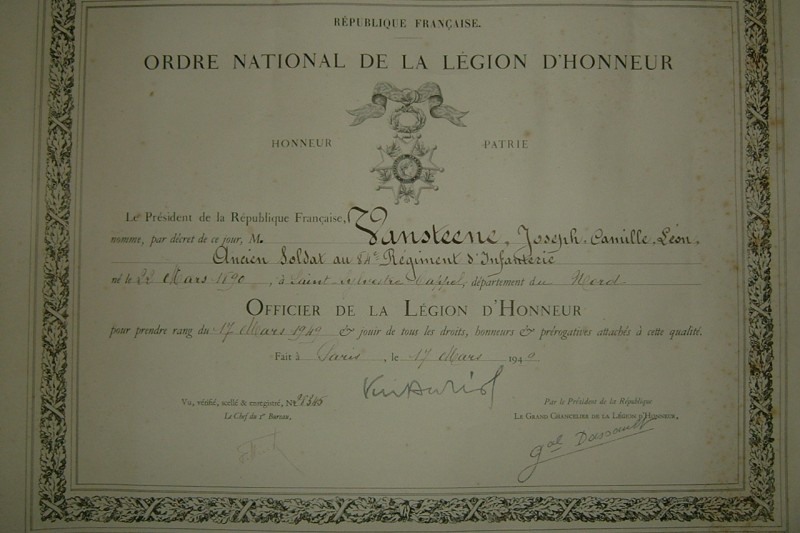 RÉPUBLIQUE FRANÇAISE.
ORDRE NATIONAL DE LA LÉGION D'HONNEUR
HONNEUR PATRIE
Le Président de la République Française,
nomme, par décret de ce jour, M. Vansteene, Joseph, Camille, Léon,
Ancien Soldat au 84e Régiment d'Infanterie
né le 22 Mars 1890, à Saint Sylvestre Cappel, département du Nord
OFFICIER DE LA LÉGION D'HONNEUR
pour prendre rang du 17 Mars 1949 & jouir de tous les droits, honneurs & prérogatives attachés à cette qualité.
Fait à Paris, le 17 Mars 194
Vu, vérifié, scellé & enregistré, N°
Par le Président de la République
Le Chef du 1er Bureau.
LE GRAND CHANCELIER DE LA LÉGION D'HONNEUR,
Gal Dassault